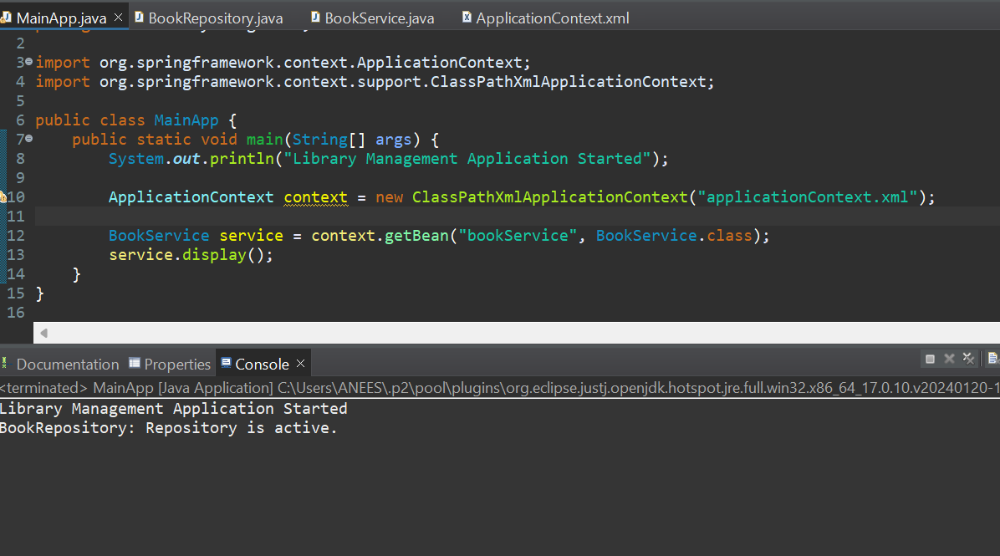 MainApp.java BookRepository.java BookService.java ApplicationContext.xml
2
3 import org.springframework.context.ApplicationContext;
4 import org.springframework.context.support.ClassPathXmlApplicationContext;
5
6 public class MainApp {
7 public static void main(String[] args) {
8 System.out.println("Library Management Application Started");
9
10 ApplicationContext context = new ClassPathXmlApplicationContext("applicationContext.xml");
11
12 BookService service = context.getBean("bookService", BookService.class);
13 service.display();
14 }
15 }
16
Documentation Properties Console
<terminated> MainApp [Java Application] C:\Users\ANEES\.p2\pool\plugins\org.eclipse.justj.openjdk.hotspot.jre.full.win32.x86_64_17.0.10.v20240120-1
Library Management Application Started
BookRepository: Repository is active.